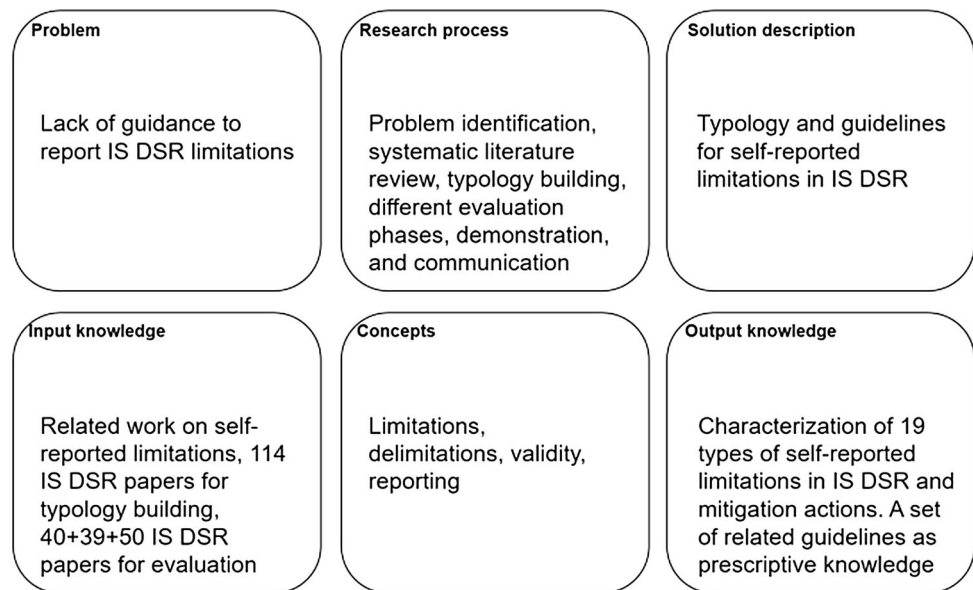 Problem
Lack of guidance to
report IS DSR limitations
Research process
Problem identification,
systematic literature
review, typology building,
different evaluation
phases, demonstration,
and communication
Solution description
Typology and guidelines
for self-reported
limitations in IS DSR
Input knowledge
Related work on self-
reported limitations, 114
IS DSR papers for
typology building,
40+39+50 IS DSR
papers for evaluation
Concepts
Limitations,
delimitations, validity,
reporting
Output knowledge
Characterization of 19
types of self-reported
limitations in IS DSR and
mitigation actions. A set
of related guidelines as
prescriptive knowledge